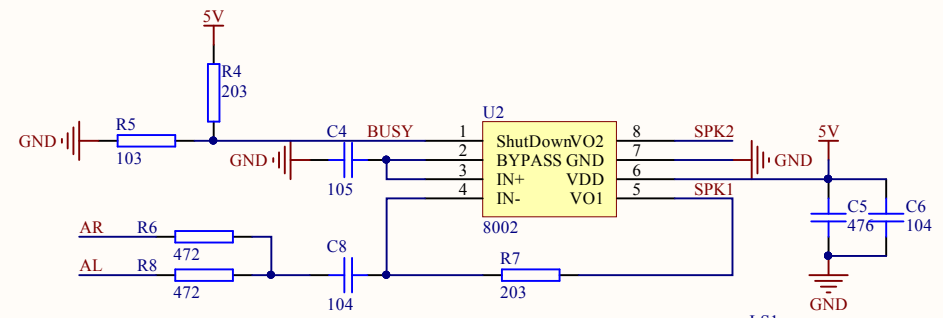 5V
R4
203
R5
GND
103
C4
BUSY
GND
105
U2
1
ShutDown
VO2
8
SPK2
2
BYPASS
GND
7
GND
3
IN+
VDD
6
4
IN-
VO1
5
SPK1
8002
5V
C5
476
C6
104
GND
AR
R6
472
AL
R8
472
C8
104
R7
203
LS1